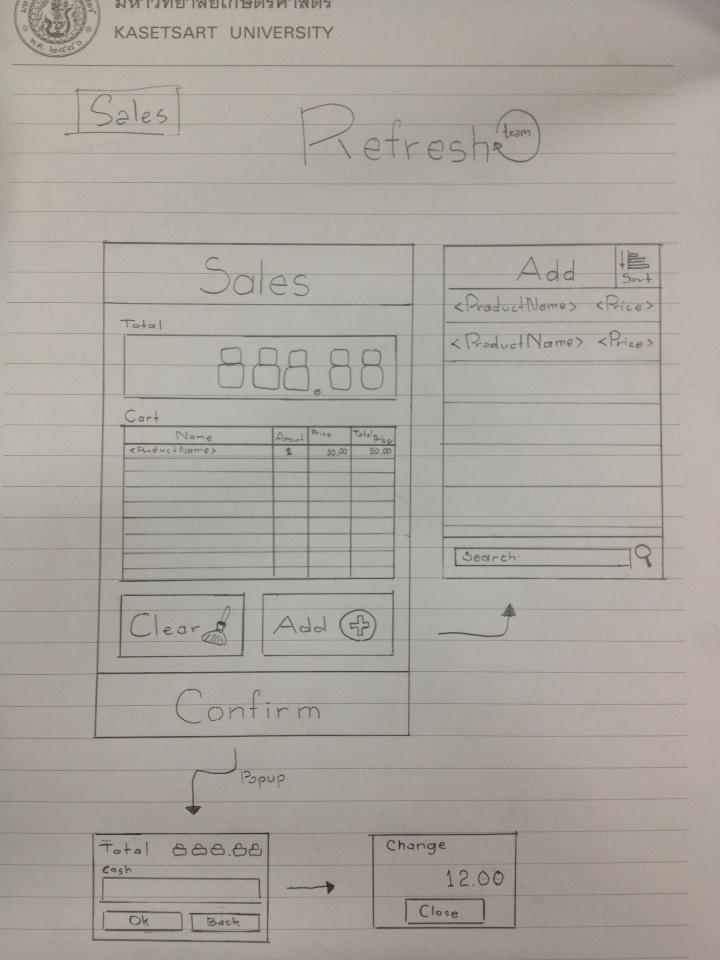 มหาวิทยาลัยเกษตรศาสตร์
KASETSART UNIVERSITY
Sales
Refresh team
Sales
Total
888.88
Cart
Name Amount Price Total Price
<ProductName> 2 10.00 20.00
Clear Add
Confirm
Add Sort
<ProductName> <Price>
<ProductName> <Price>
Search
Popup
Total 888.88
Cash
Ok Back
Change
12.00
Close